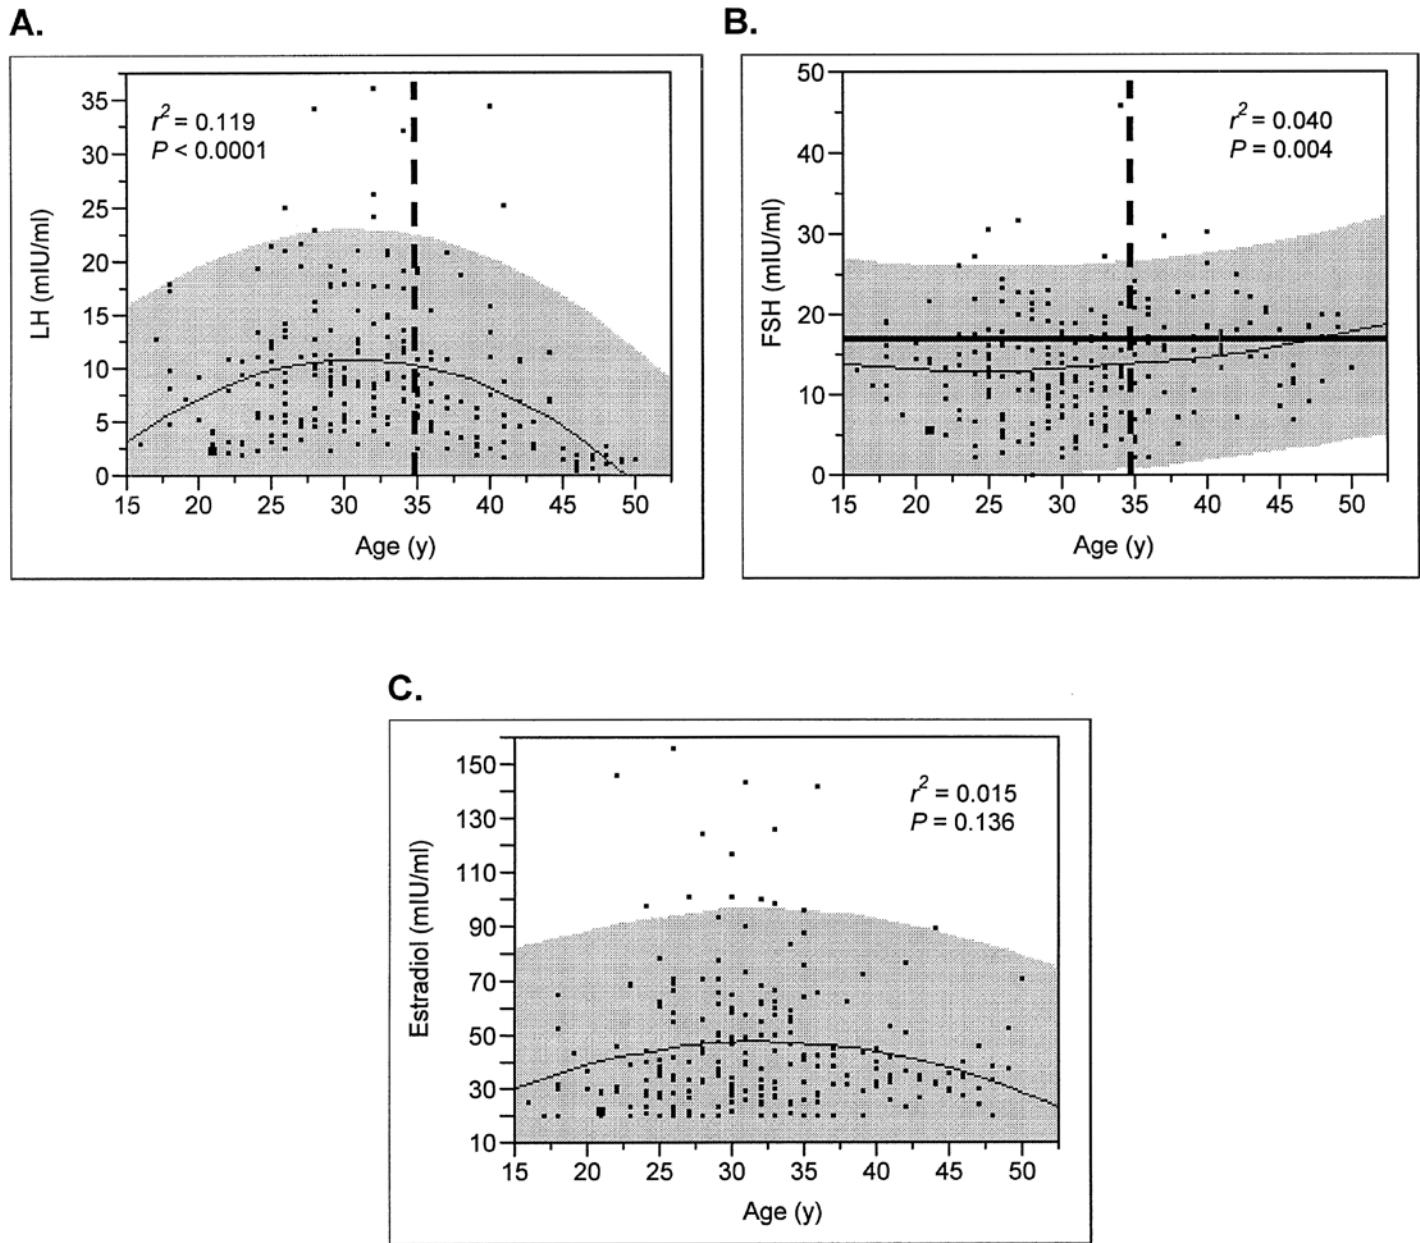 A.
35
30
25
20
15
10
5
0
LH (mIU/ml)
r² = 0.119
P < 0.0001
15 20 25 30 35 40 45 50
Age (y)
B.
50
40
30
20
10
0
FSH (mIU/ml)
r² = 0.040
P = 0.004
15 20 25 30 35 40 45 50
Age (y)
C.
150
130
110
90
70
50
30
10
Estradiol (mIU/ml)
r² = 0.015
P = 0.136
15 20 25 30 35 40 45 50
Age (y)